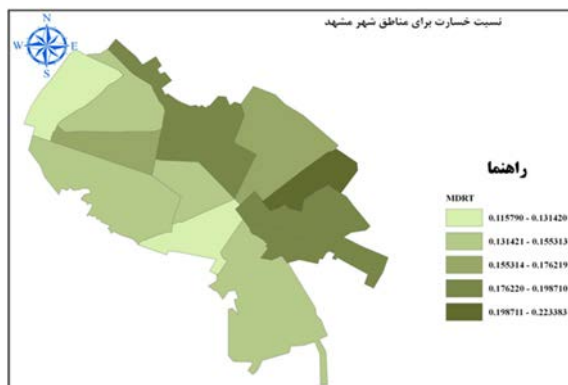 نسبت خسارت برای مناطق شهر مشهد
N
W E
S
راهنما
MDRT
0.115790 - 0.131420
0.131421 - 0.155313
0.155314 - 0.176219
0.176220 - 0.198710
0.198711 - 0.223383